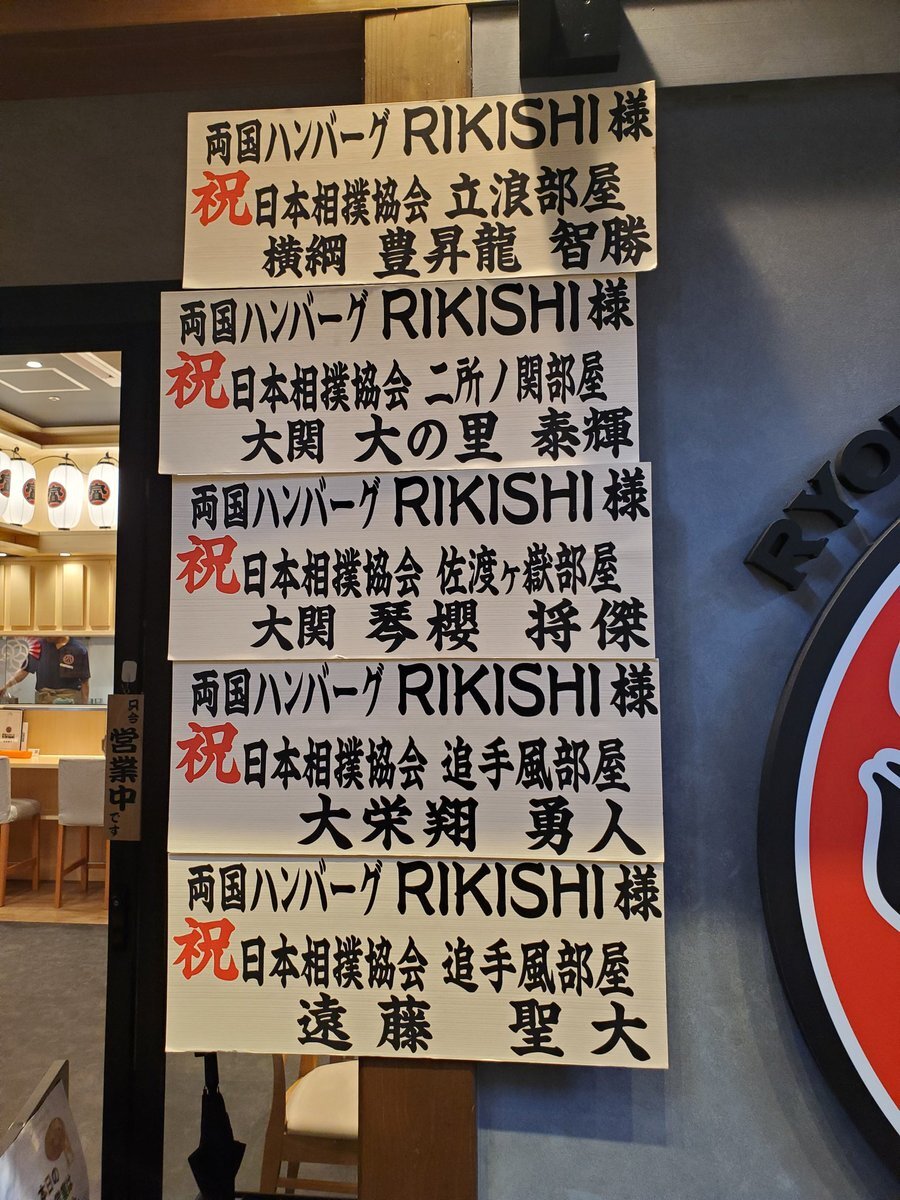 両国ハンバーグ RIKISHI 様
祝 日本相撲協会 立浪部屋
横綱 豊昇龍 智勝
両国ハンバーグ RIKISHI 様
祝 日本相撲協会 二所ノ関部屋
大関 大の里 泰輝
両国ハンバーグ RIKISHI 様
祝 日本相撲協会 佐渡ヶ嶽部屋
大関 琴櫻 将傑
両国ハンバーグ RIKISHI 様
祝 日本相撲協会 追手風部屋
大栄翔 勇人
両国ハンバーグ RIKISHI 様
祝 日本相撲協会 追手風部屋
遠藤 聖大
只今営業中です
RYO
本日の